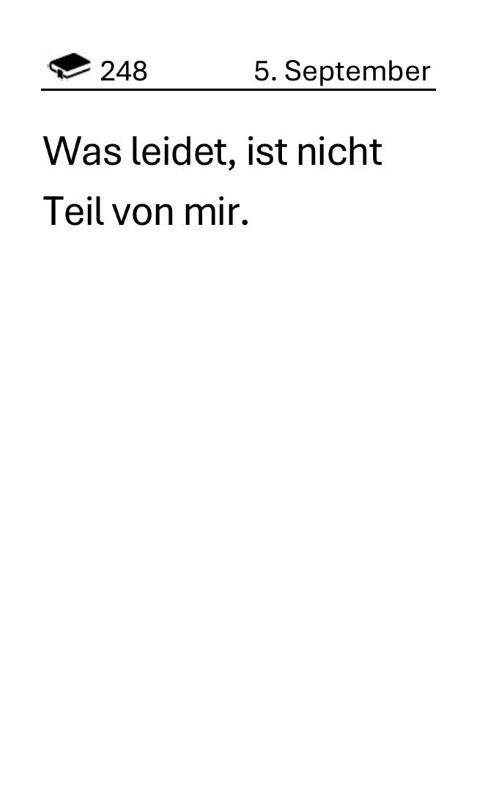 248 5. September
Was leidet, ist nicht
Teil von mir.